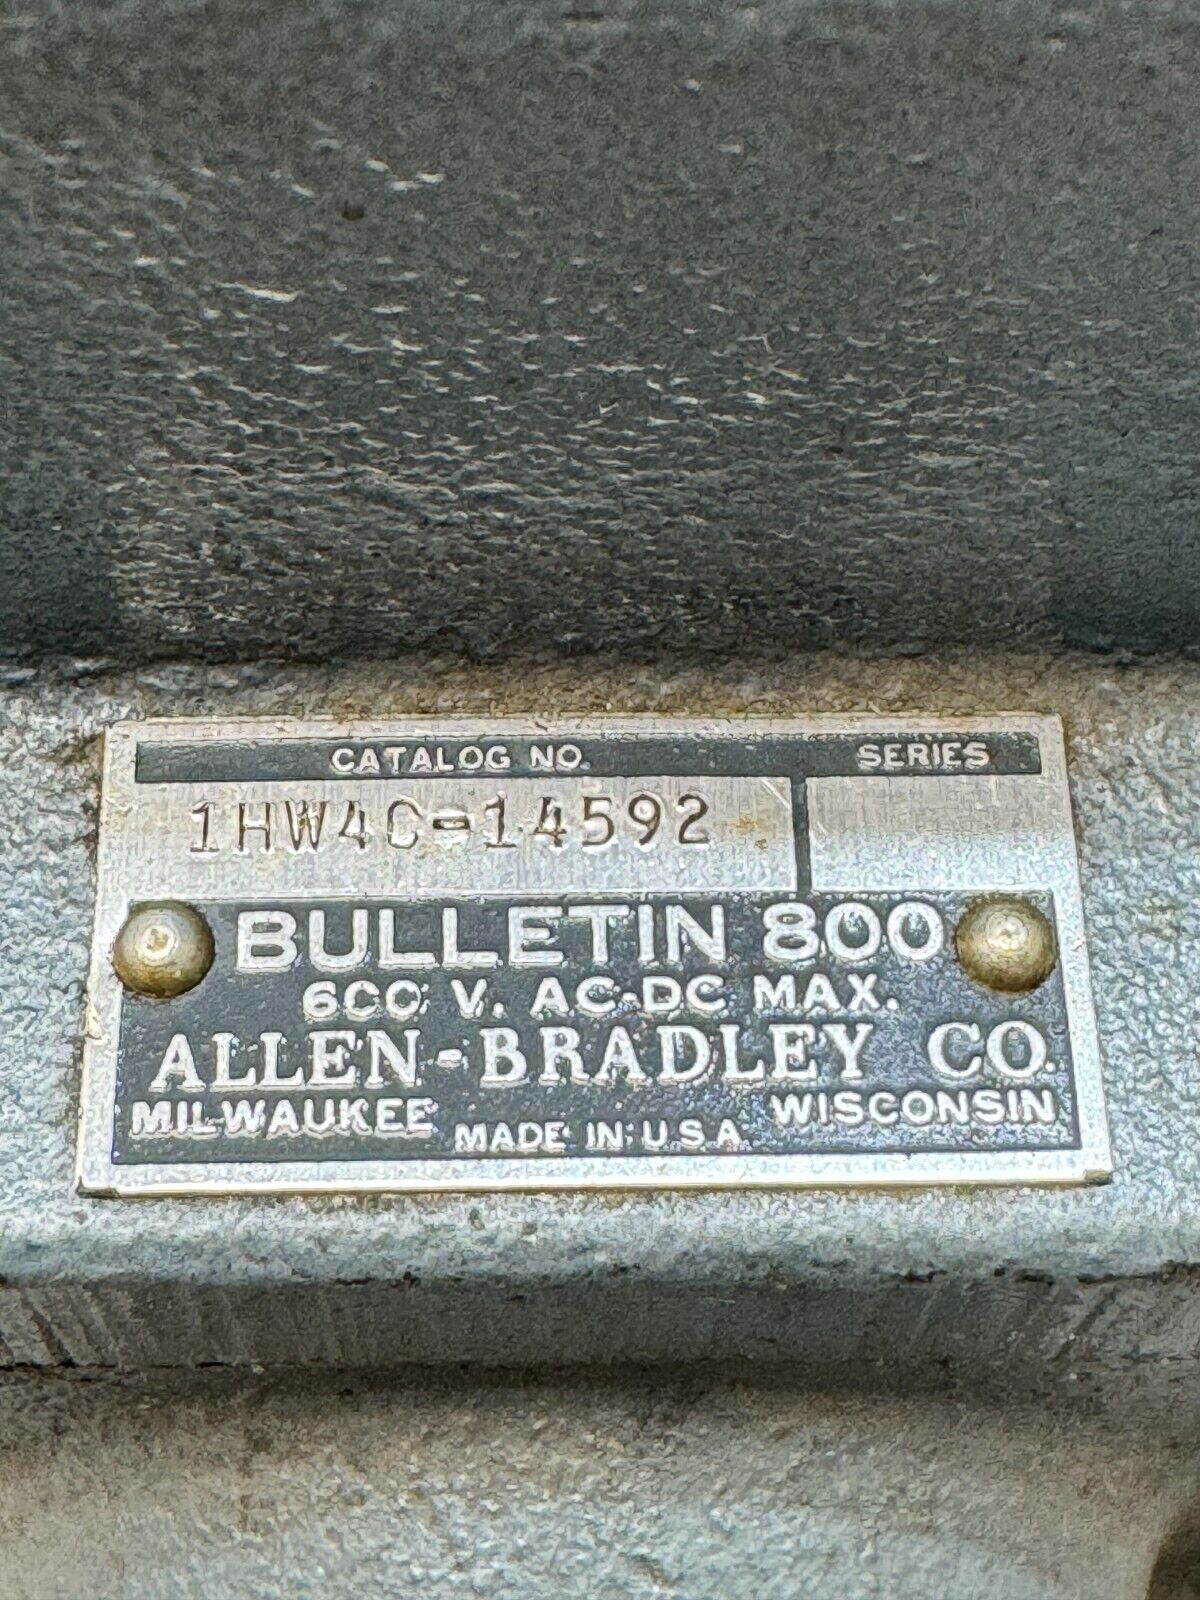 CATALOG NO. SERIES
1HW4C-14592
BULLETIN 800
600 V. AC-DC MAX.
ALLEN-BRADLEY CO.
MILWAUKEE MADE IN U.S.A. WISCONSIN